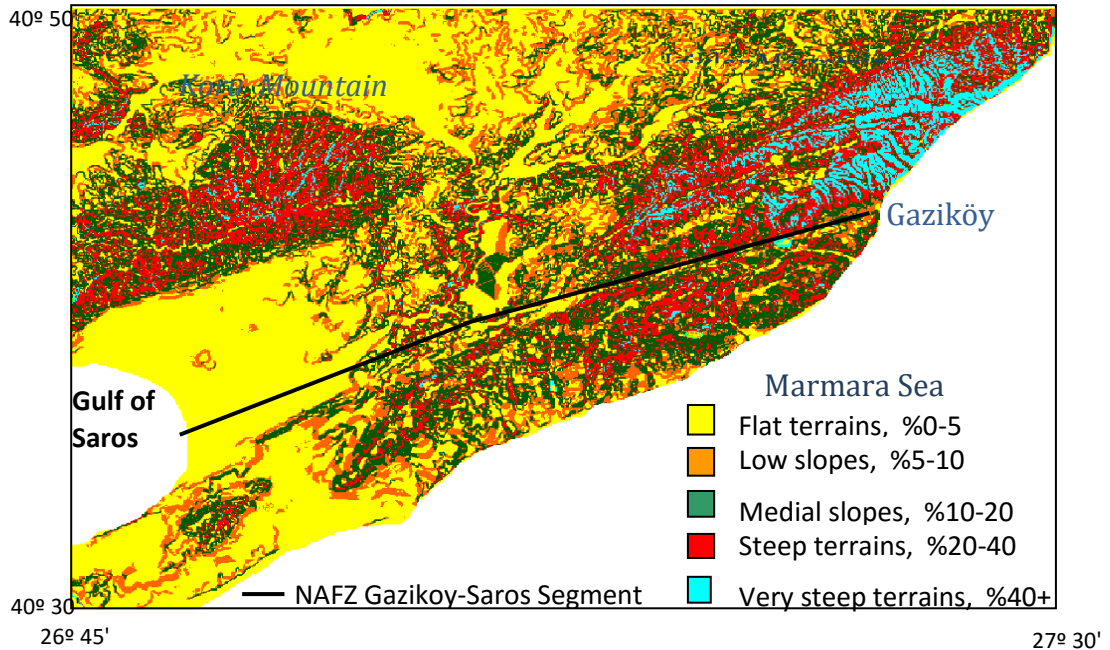 40º 50
Koru Mountain
Gaziköy
Gulf of
Saros
Marmara Sea
Flat terrains, %0-5
Low slopes, %5-10
Medial slopes, %10-20
Steep terrains, %20-40
NAFZ Gazikoy-Saros Segment
Very steep terrains, %40+
40º 30
26º 45'
27º 30'